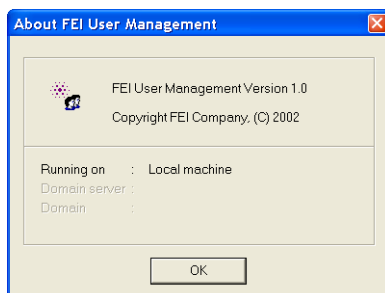 About FEI User Management
FEI User Management Version 1.0
Copyright FEI Company, (C) 2002
Running on : Local machine
Domain server :
Domain :
OK